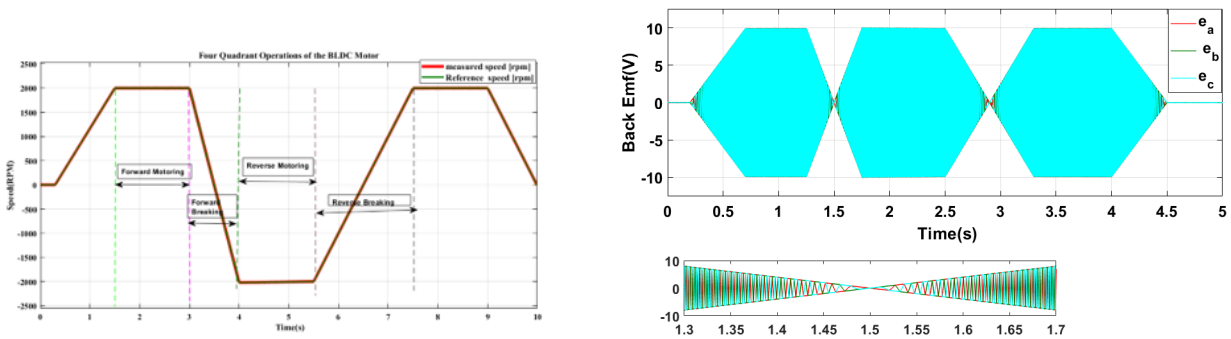 Four Quadrant Operations of the BLDC Motor
measured speed [rpm]
Reference speed [rpm]
2500
2000
1500
1000
500
0
-500
-1000
-1500
-2000
-2500
Speed(RPM)
Forward Motoring
Forward
Breaking
Reverse Motoring
Reverse Breaking
0 1 2 3 4 5 6 7 8 9 10
Time(s)
10
5
0
-5
-10
Back Emf(V)
e_a
e_b
e_c
0 0.5 1 1.5 2 2.5 3 3.5 4 4.5 5
Time(s)
10
0
-10
1.3 1.35 1.4 1.45 1.5 1.55 1.6 1.65 1.7